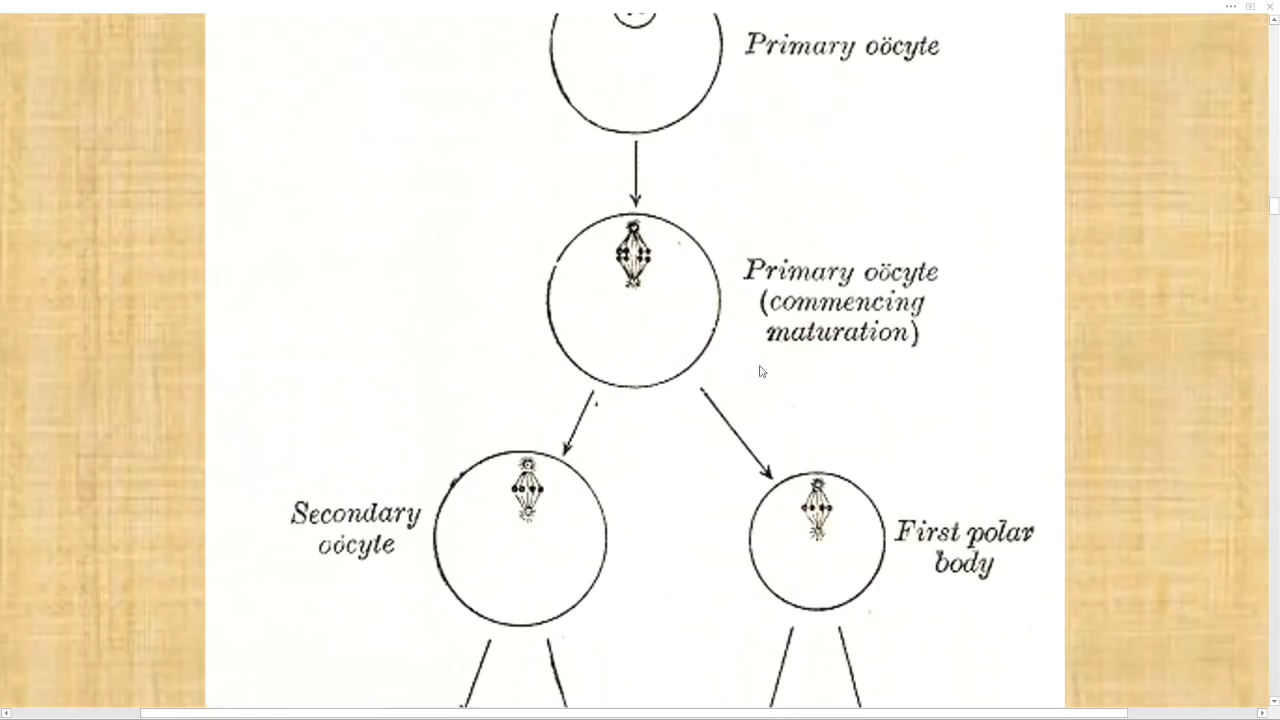 Primary oöcyte
Primary oöcyte
(commencing
maturation)
Secondary
oöcyte
First polar
body